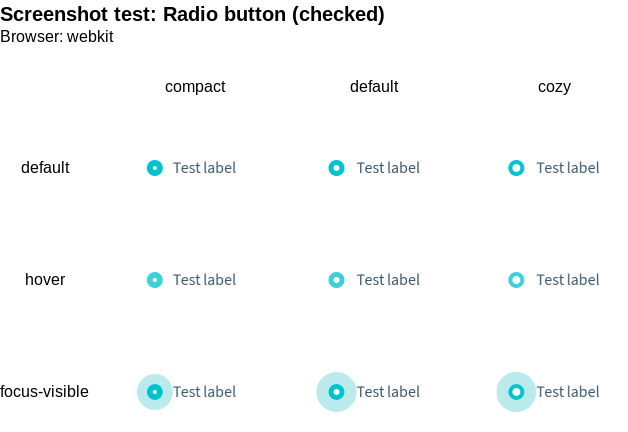 Screenshot test: Radio button (checked)
Browser: webkit
compact default cozy
default Test label Test label Test label
hover Test label Test label Test label
focus-visible Test label Test label Test label